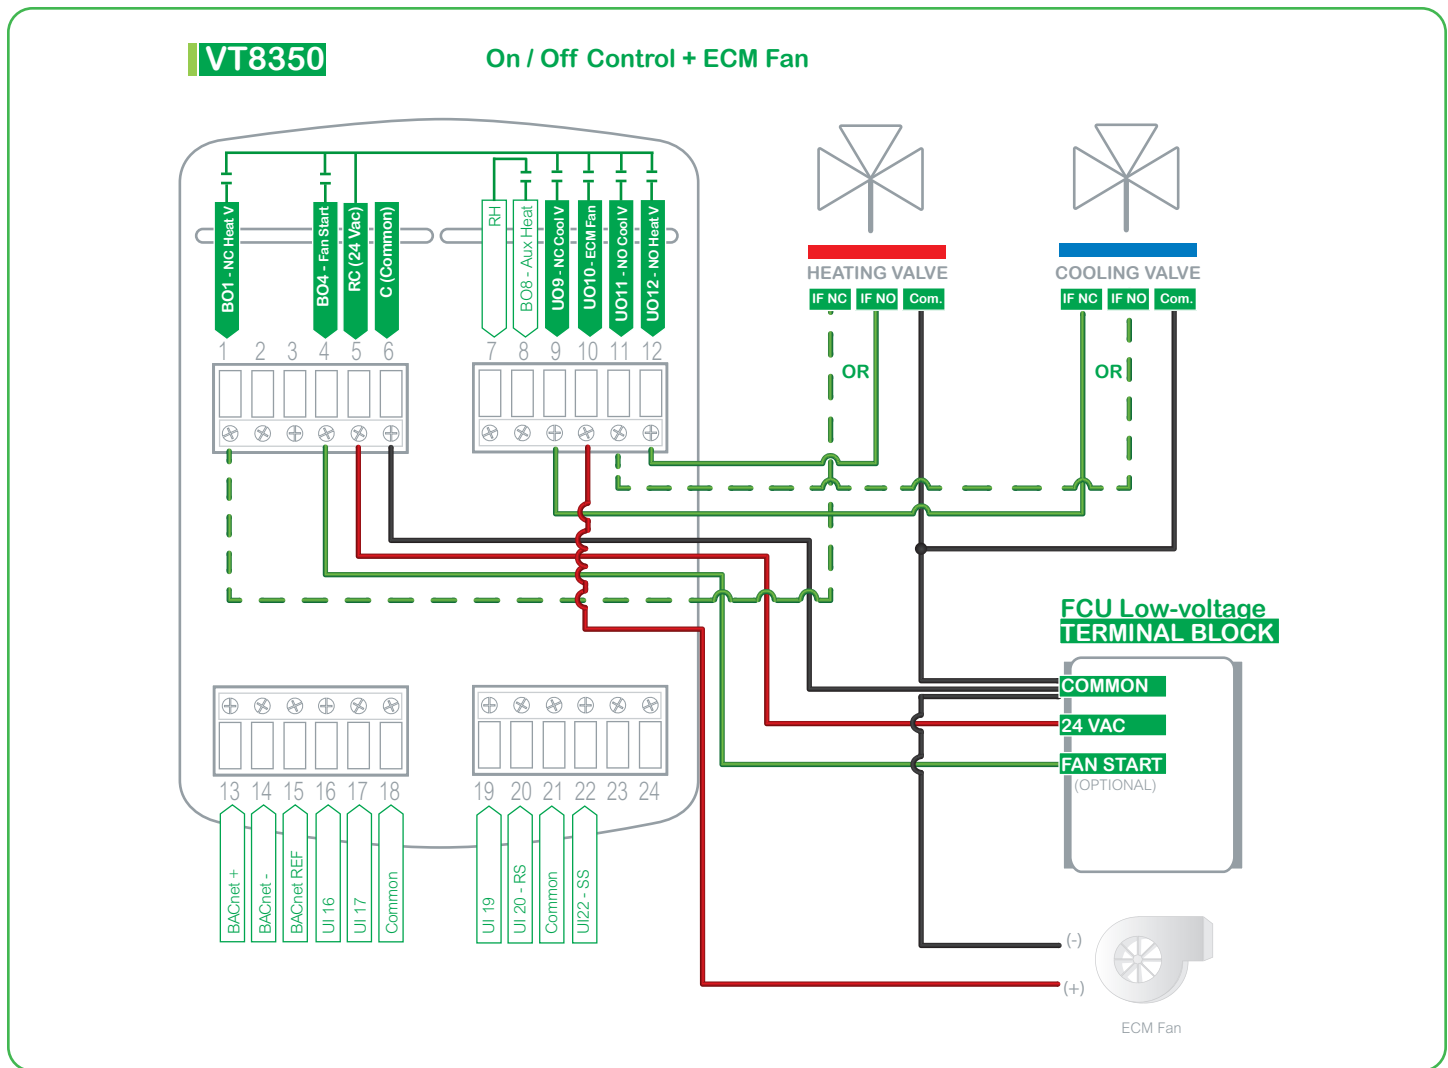 VT8350
On / Off Control + ECM Fan
BO1 - NC Heat V
BO4 - Fan Start
RC (24 Vac)
C (Common)
RH
BO8 - Aux Heat
UO9 - NC Cool V
UO10 - ECM Fan
UO11 - NO Cool V
UO12 - NO Heat V
1 2 3 4 5 6
7 8 9 10 11 12
HEATING VALVE
IF NC IF NO Com.
OR
COOLING VALVE
IF NC IF NO Com.
OR
FCU Low-voltage
TERMINAL BLOCK
COMMON
24 VAC
FAN START
(OPTIONAL)
13 14 15 16 17 18
19 20 21 22 23 24
BACnet +
BACnet -
BACnet REF
UI 16
UI 17
Common
UI 19
UI 20 - RS
Common
UI22 - SS
(-)
(+)
ECM Fan